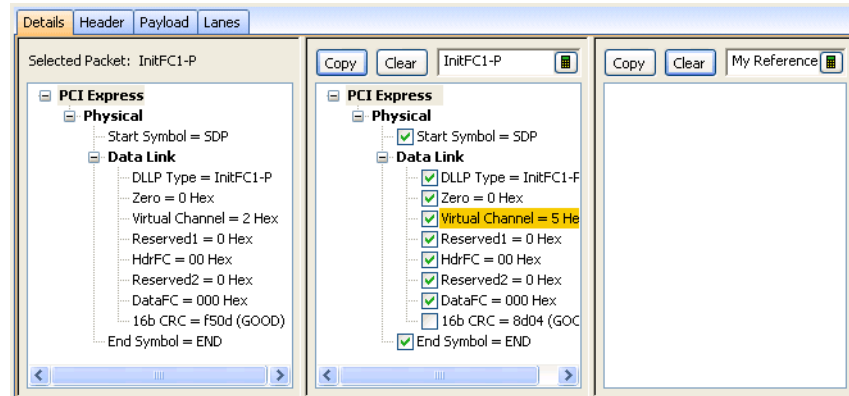 Details Header Payload Lanes
Selected Packet: InitFC1-P
PCI Express
Physical
Start Symbol = SDP
Data Link
DLLP Type = InitFC1-P
Zero = 0 Hex
Virtual Channel = 2 Hex
Reserved1 = 0 Hex
HdrFC = 00 Hex
Reserved2 = 0 Hex
DataFC = 000 Hex
16b CRC = f50d (GOOD)
End Symbol = END
Copy Clear InitFC1-P
PCI Express
Physical
Start Symbol = SDP
Data Link
DLLP Type = InitFC1-P
Zero = 0 Hex
Virtual Channel = 5 He
Reserved1 = 0 Hex
HdrFC = 00 Hex
Reserved2 = 0 Hex
DataFC = 000 Hex
16b CRC = 8d04 (GOC
End Symbol = END
Copy Clear My Reference